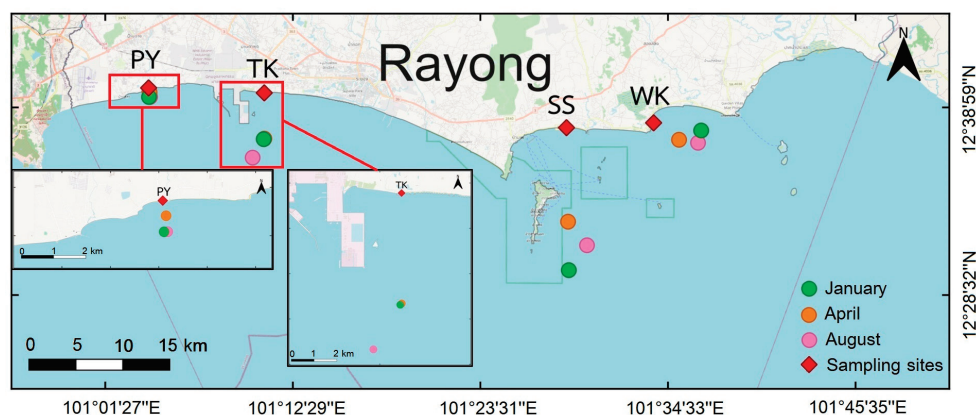 Rayong
N
PY
TK
SS
WK
12°38'59"N
12°28'32"N
PY
0 1 2 km
TK
0 1 2 km
January
April
August
Sampling sites
0 5 10 15 km
101°01'27"E 101°12'29"E 101°23'31"E 101°34'33"E 101°45'35"E